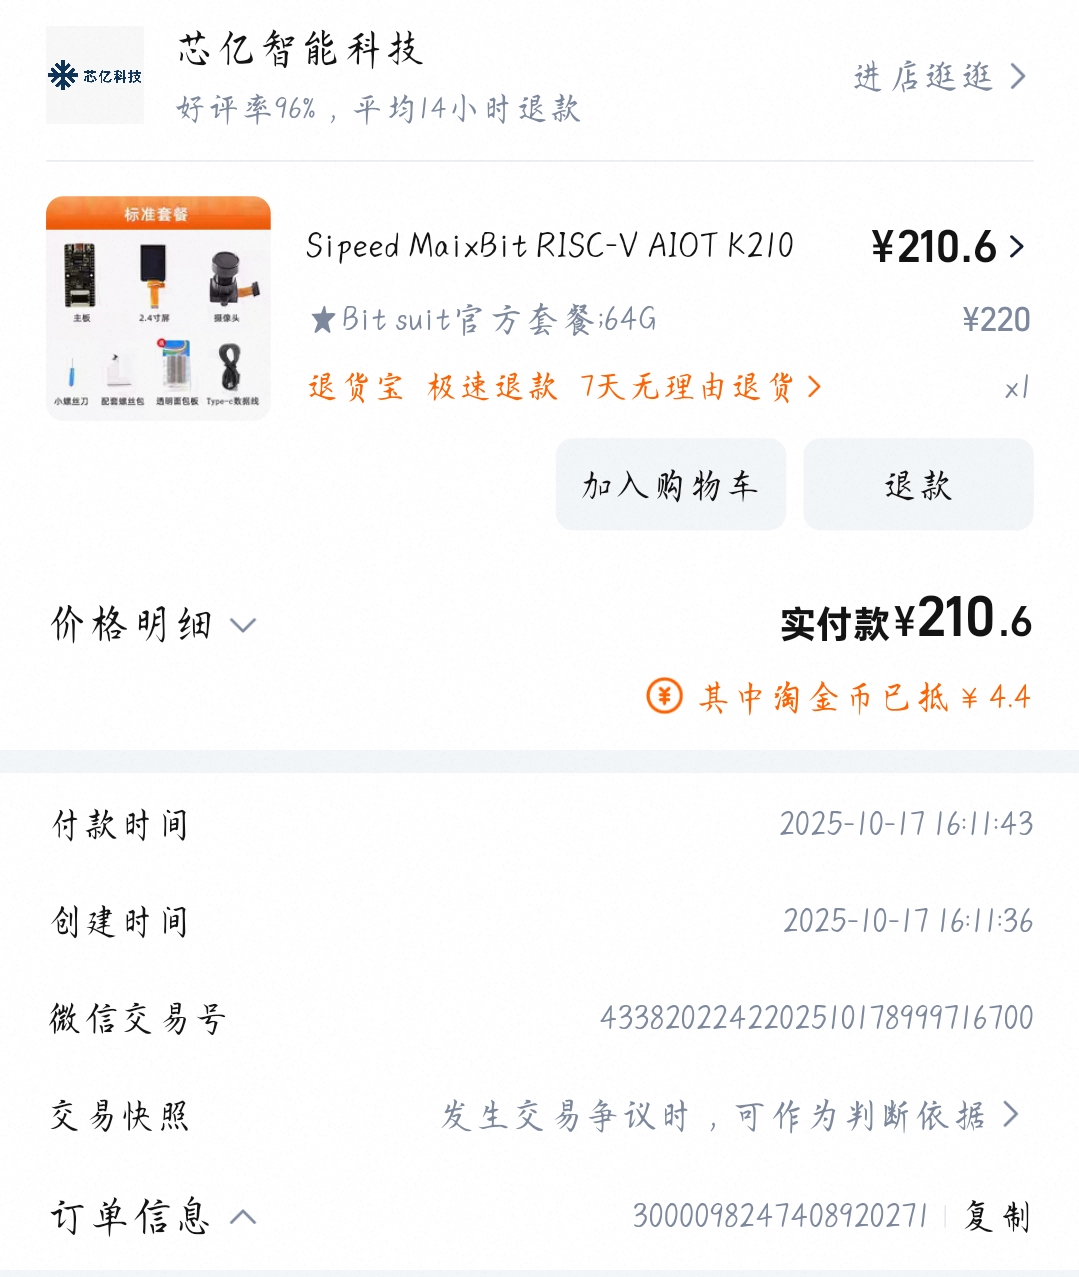 芯亿科技
芯亿智能科技
进店逛逛
好评率96%，平均14小时退款
标准套餐
主板
2.4寸屏
摄像头
送
小螺丝刀
配套螺丝包
透明面包板
Type-c数据线
Sipeed MaixBit RISC-V AIOT K210
¥210.6
★Bit suit官方套餐;64G
¥220
退货宝 极速退款 7天无理由退货
x1
加入购物车
退款
价格明细
实付款¥210.6
¥ 其中淘金币已抵 ¥ 4.4
付款时间
2025-10-17 16:11:43
创建时间
2025-10-17 16:11:36
微信交易号
4338202242202510178999716700
交易快照
发生交易争议时，可作为判断依据
订单信息
3000098247408920271 | 复制